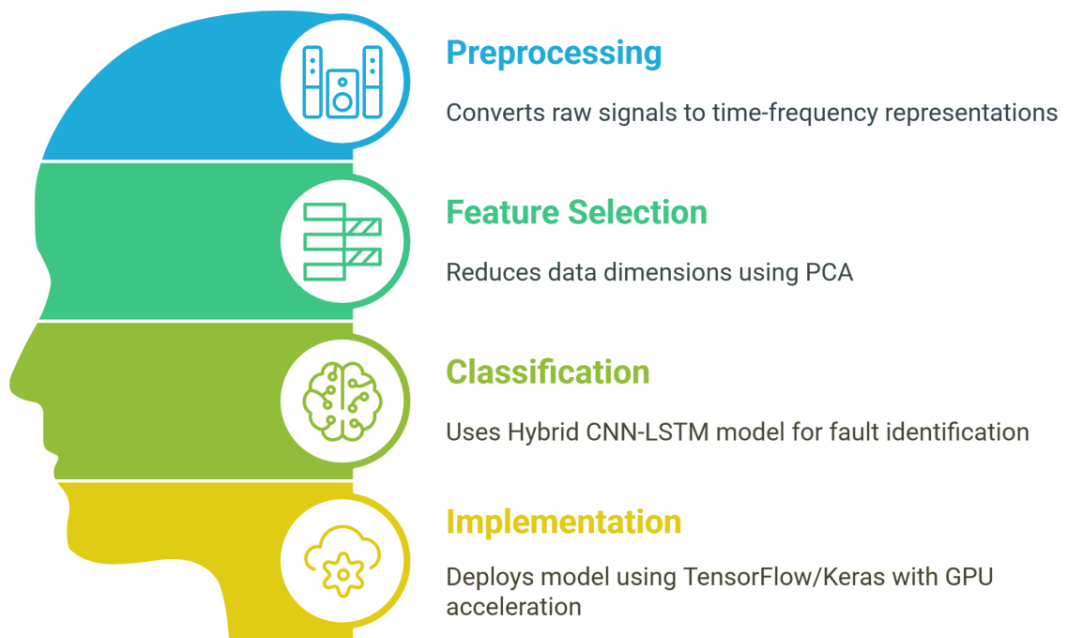 Preprocessing
Converts raw signals to time-frequency representations
Feature Selection
Reduces data dimensions using PCA
Classification
Uses Hybrid CNN-LSTM model for fault identification
Implementation
Deploys model using TensorFlow/Keras with GPU
acceleration